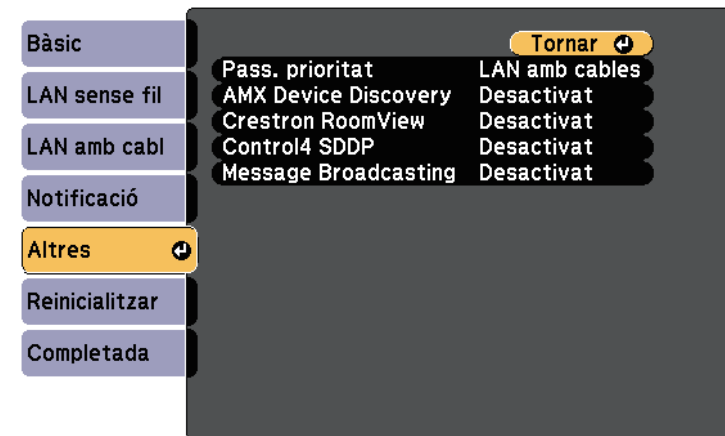 Bàsic
LAN sense fil
LAN amb cabl
Notificació
Altres
Reinicialitzar
Completada
Tornar
Pass. prioritat LAN amb cables
AMX Device Discovery Desactivat
Crestron RoomView Desactivat
Control4 SDDP Desactivat
Message Broadcasting Desactivat